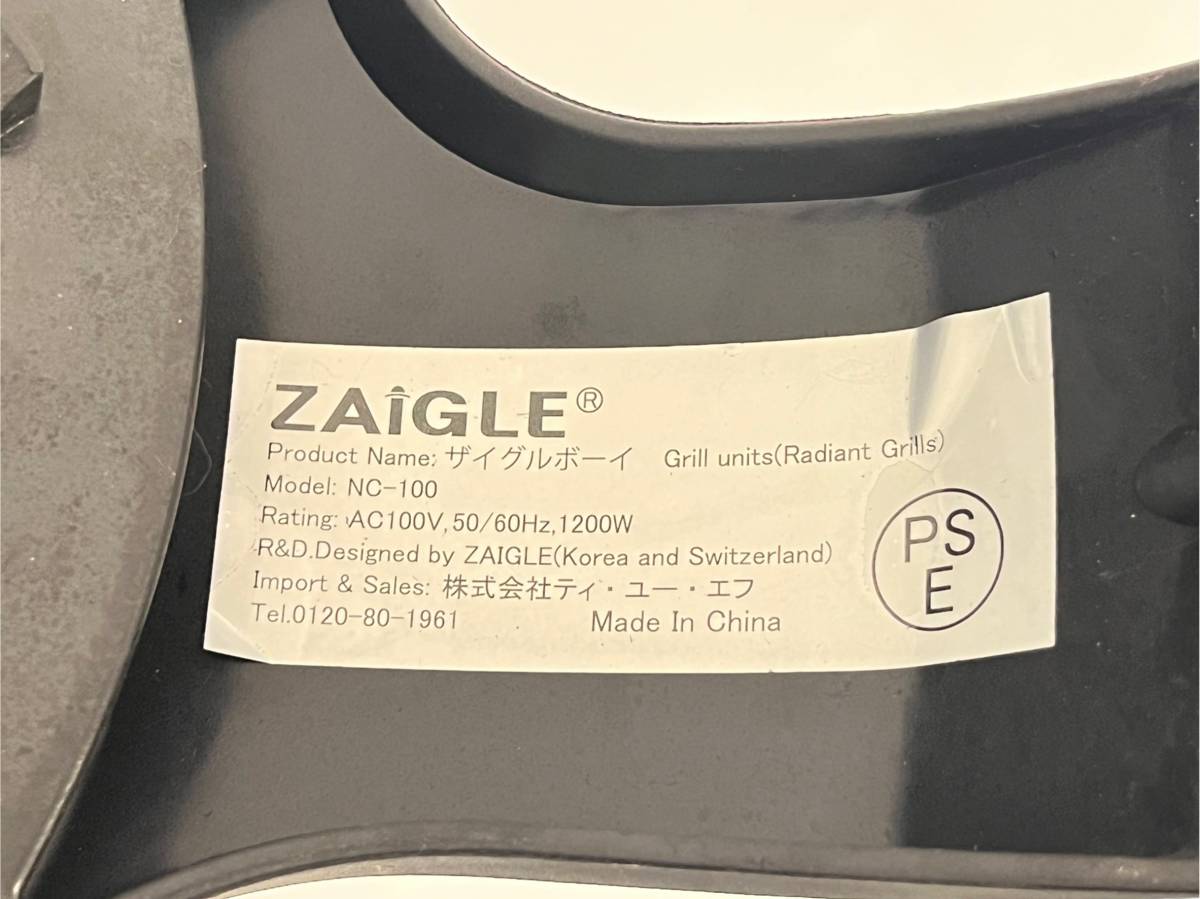 ZAiGLE®
Product Name: ザイグルボーイ Grill units(Radiant Grills)
Model: NC-100
Rating: AC100V,50/60Hz,1200W
R&D.Designed by ZAIGLE(Korea and Switzerland)
Import & Sales: 株式会社ティ・ユー・エフ
Tel.0120-80-1961 Made In China
PS
E